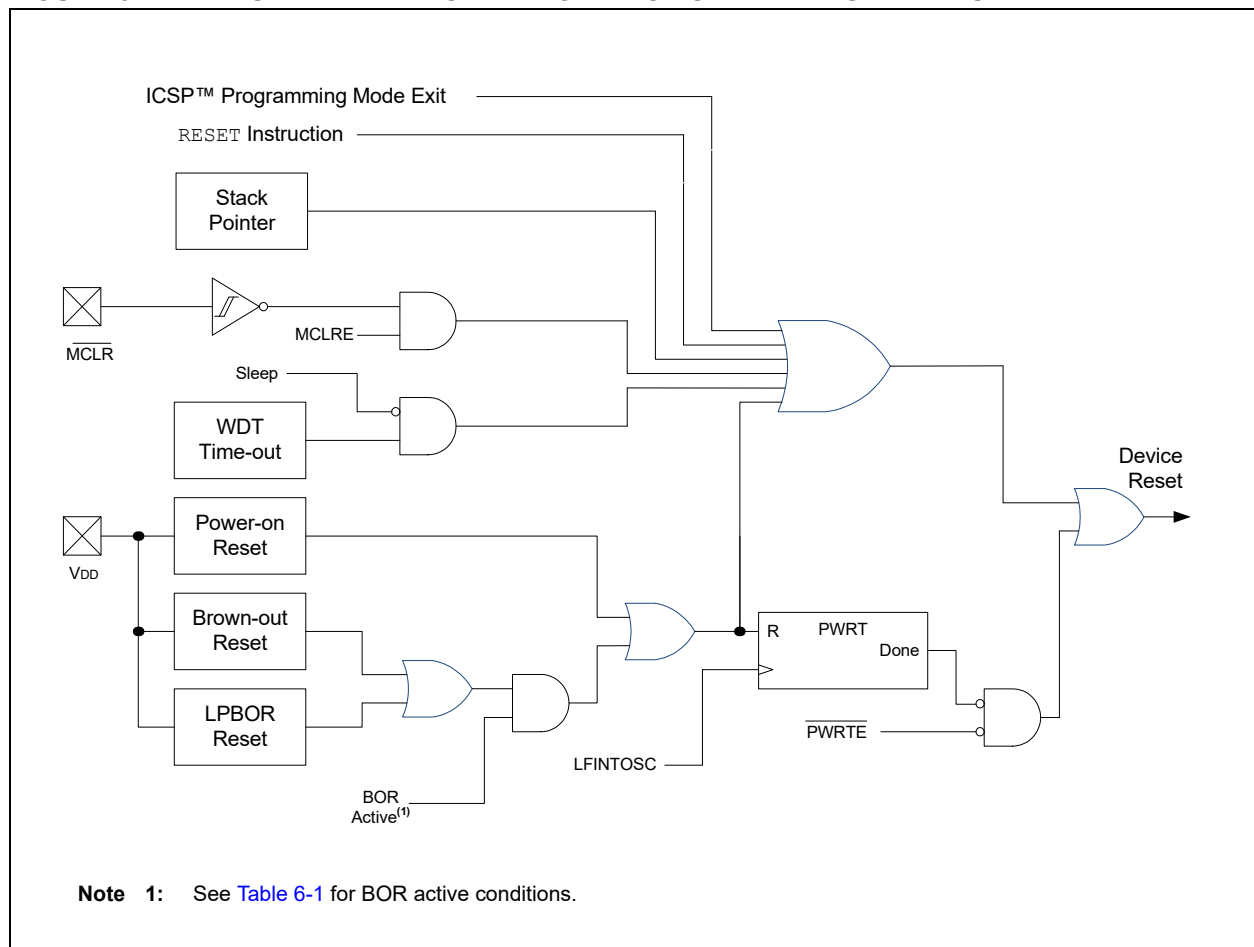 ICSP™ Programming Mode Exit
RESET Instruction
Stack
Pointer
MCLR
MCLRE
Sleep
WDT
Time-out
VDD
Power-on
Reset
Brown-out
Reset
LPBOR
Reset
BOR
Active(1)
LFINTOSC
R PWRT
Done
PWRTE
Device
Reset
Note 1: See Table 6-1 for BOR active conditions.